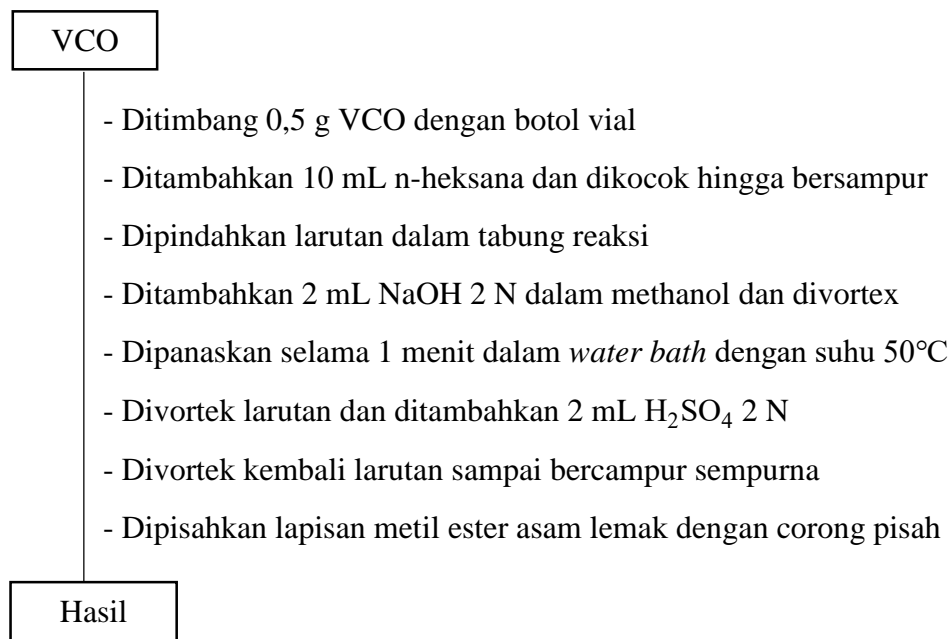 VCO
- Ditimbang 0,5 g VCO dengan botol vial
- Ditambahkan 10 mL n-heksana dan dikocok hingga bersampur
- Dipindahkan larutan dalam tabung reaksi
- Ditambahkan 2 mL NaOH 2 N dalam methanol dan divortex
- Dipanaskan selama 1 menit dalam water bath dengan suhu 50°C
- Divortek larutan dan ditambahkan 2 mL H₂SO₄ 2 N
- Divortek kembali larutan sampai bercampur sempurna
- Dipisahkan lapisan metil ester asam lemak dengan corong pisah
Hasil